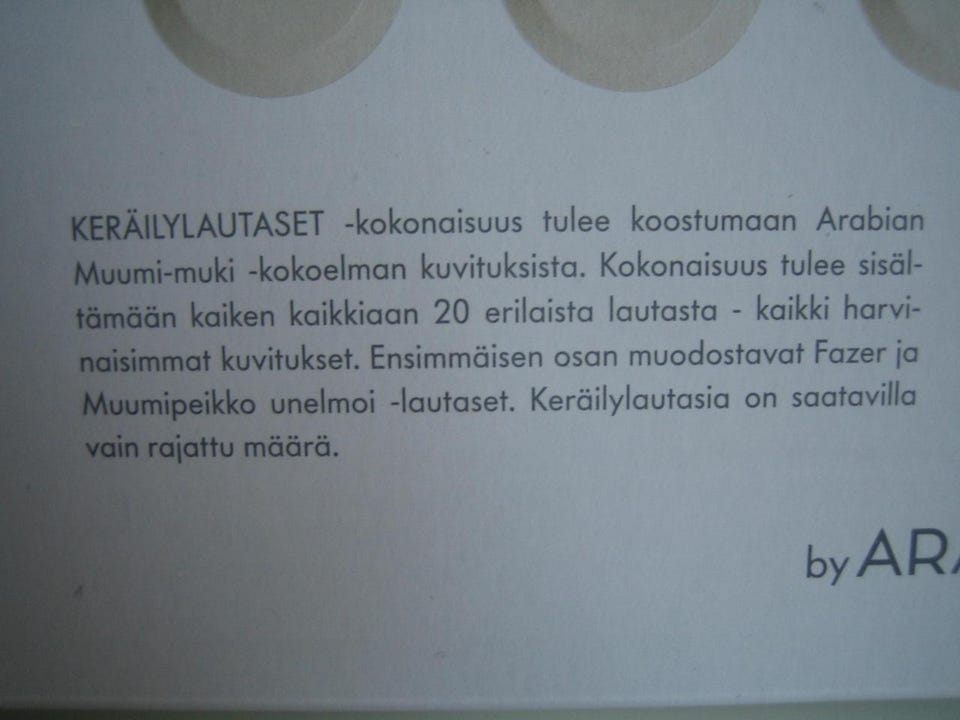 KERÄILYLAUTASET -kokonaisuus tulee koostumaan Arabian
Muumi-muki -kokoelman kuvituksista. Kokonaisuus tulee sisäl-
tämään kaiken kaikkiaan 20 erilaista lautasta - kaikki harvi-
naisimmat kuvitukset. Ensimmäisen osan muodostavat Fazer ja
Muumipeikko unelmoi -lautaset. Keräilylautasia on saatavilla
vain rajattu määrä.
by